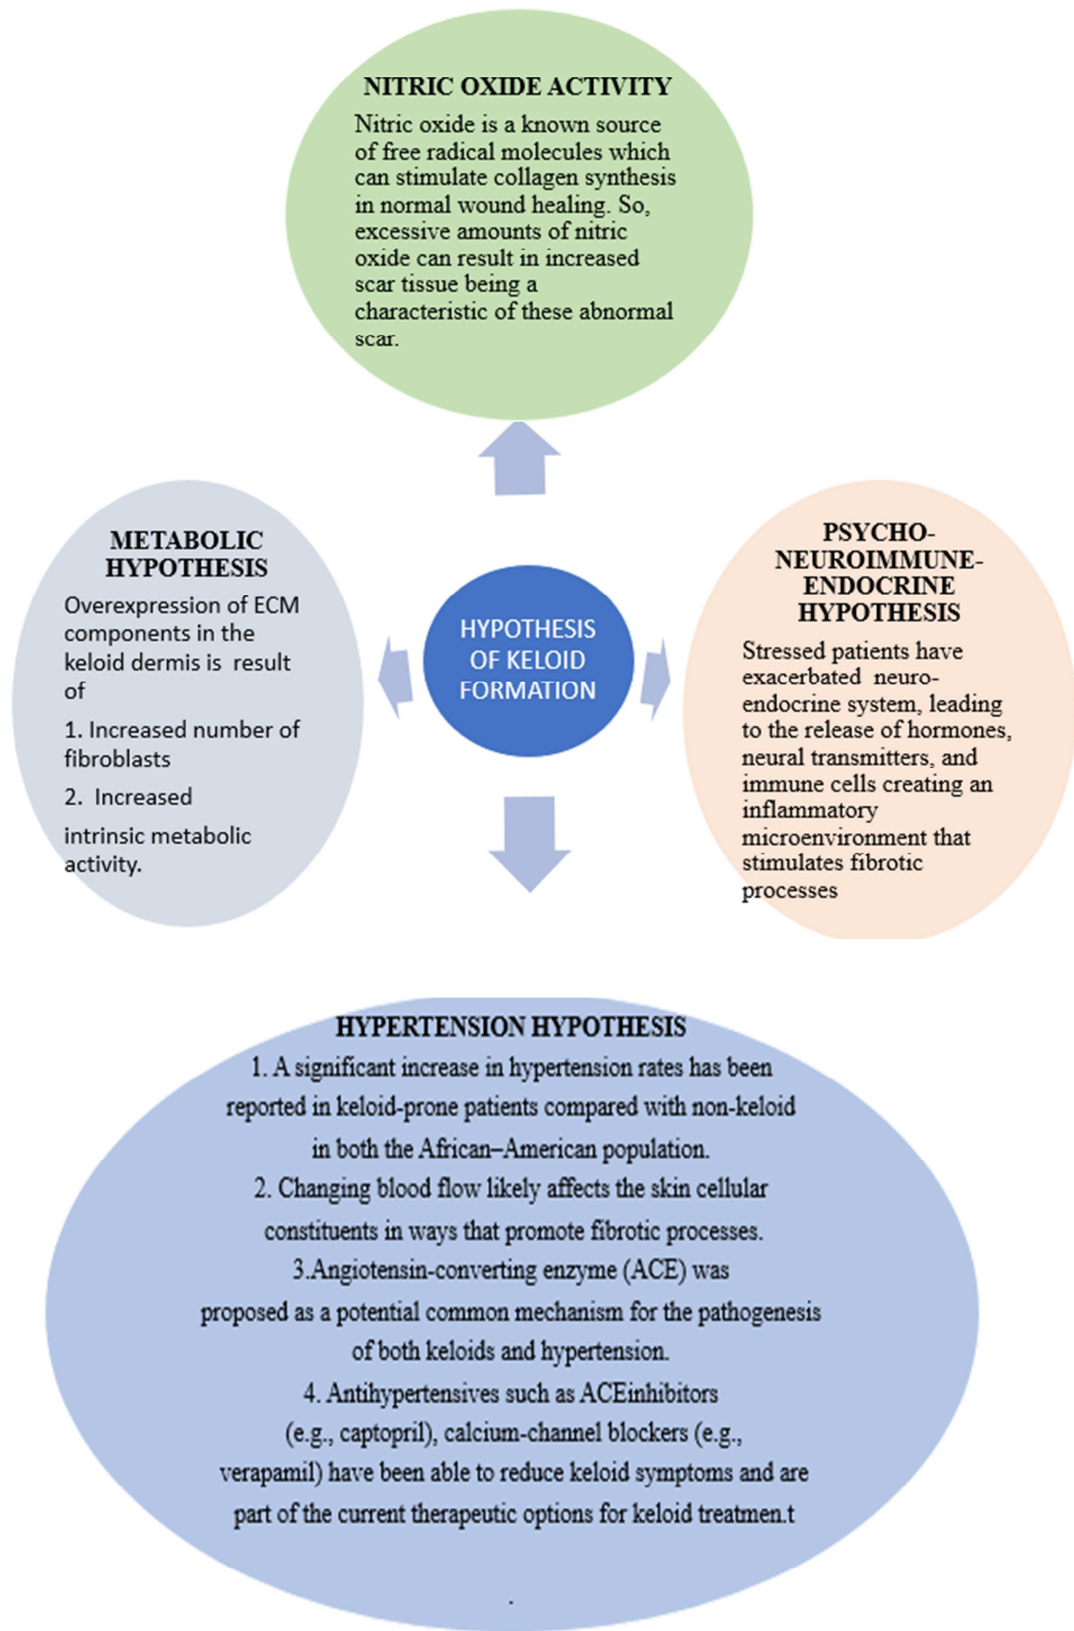 NITRIC OXIDE ACTIVITY
Nitric oxide is a known source
of free radical molecules which
can stimulate collagen synthesis
in normal wound healing. So,
excessive amounts of nitric
oxide can result in increased
scar tissue being a
characteristic of these abnormal
scar.
METABOLIC
HYPOTHESIS
Overexpression of ECM
components in the
keloid dermis is result
of
1. Increased number of
fibroblasts
2. Increased
intrinsic metabolic
activity.
HYPOTHESIS
OF KELOID
FORMATION
PSYCHO-
NEUROIMMUNE-
ENDOCRINE
HYPOTHESIS
Stressed patients have
exacerbated neuro-
endocrine system, leading
to the release of hormones,
neural transmitters, and
immune cells creating an
inflammatory
microenvironment that
stimulates fibrotic
processes
HYPERTENSION HYPOTHESIS
1. A significant increase in hypertension rates has been
reported in keloid-prone patients compared with non-keloid
in both the African–American population.
2. Changing blood flow likely affects the skin cellular
constituents in ways that promote fibrotic processes.
3.Angiotensin-converting enzyme (ACE) was
proposed as a potential common mechanism for the pathogenesis
of both keloids and hypertension.
4. Antihypertensives such as ACEinhibitors
(e.g., captopril), calcium-channel blockers (e.g.,
verapamil) have been able to reduce keloid symptoms and are
part of the current therapeutic options for keloid treatmen.t
.